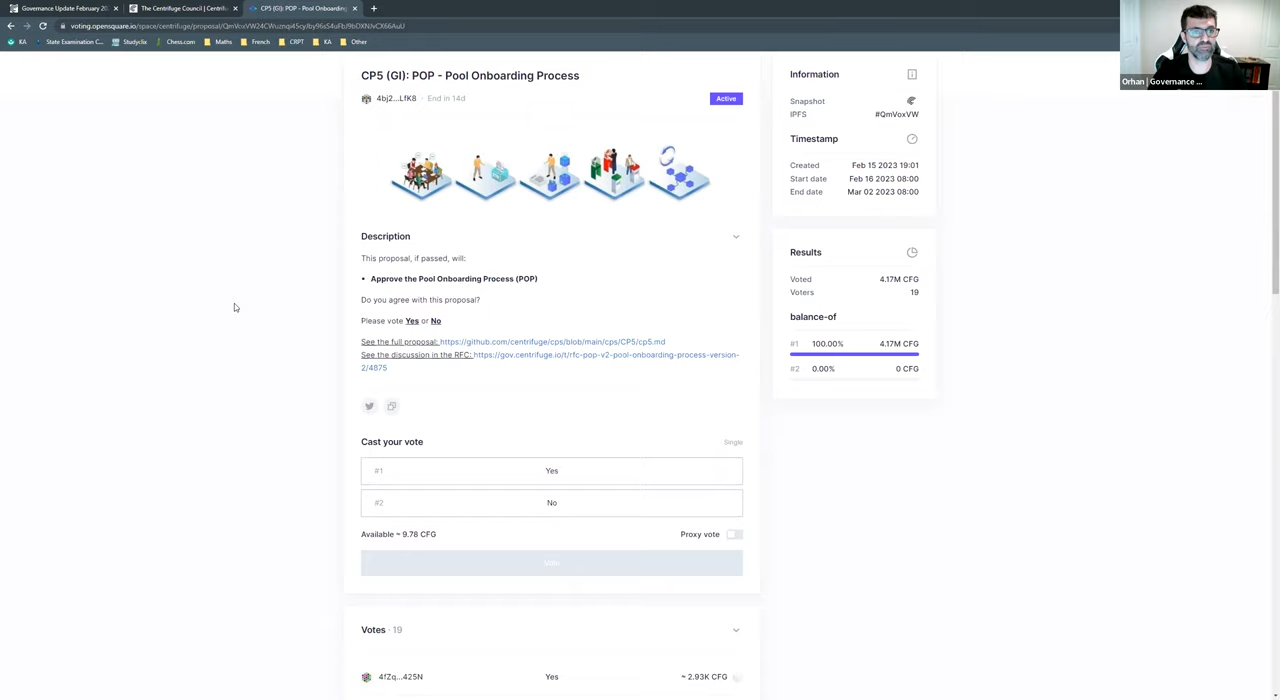 Governance Update February 20
The Centrifuge Council | Centrifu
CP5 (GI): POP - Pool Onboarding
voting.opensquare.io/space/centrifuge/proposal/
KA
State Examination C...
Studyclix
Chess.com
Maths
French
CRPT
KA
Other
Orhan | Governance ...
CP5 (GI): POP - Pool Onboarding Process
4bj2...LfK8 · End in 14d
Active
Description
This proposal, if passed, will:
• Approve the Pool Onboarding Process (POP)
Do you agree with this proposal?
Please vote Yes or No
See the full proposal: https://github.com/centrifuge/cps/blob/main/cps/CP5/cp5.md
See the discussion in the RFC: https://gov.centrifuge.io/t/rfc-pop-v2-pool-onboarding-process-version-
2/4875
Cast your vote
Single
#1 Yes
#2 No
Available ≈ 9.78 CFG
Proxy vote
Vote
Votes · 19
4fZq...425N Yes ≈ 2.93K CFG
Information
Snapshot
IPFS #QmVoxVW
Timestamp
Created Feb 15 2023 19:01
Start date Feb 16 2023 08:00
End date Mar 02 2023 08:00
Results
Voted 4.17M CFG
Voters 19
balance-of
#1 100.00% 4.17M CFG
#2 0.00% 0 CFG